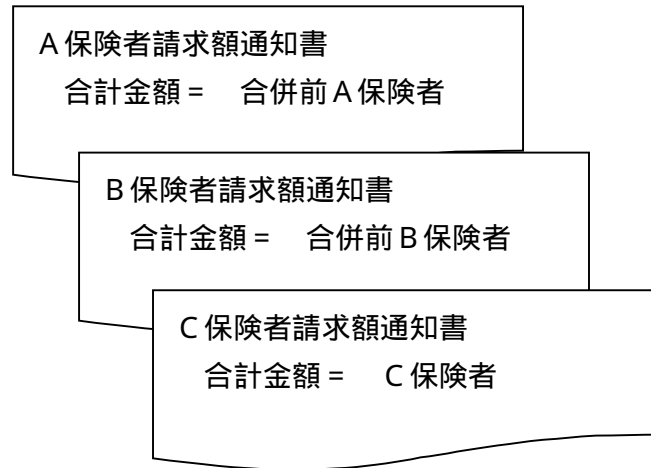 A保険者請求額通知書
合計金額 =　合併前A保険者
B保険者請求額通知書
合計金額 =　合併前B保険者
C保険者請求額通知書
合計金額 =　C保険者